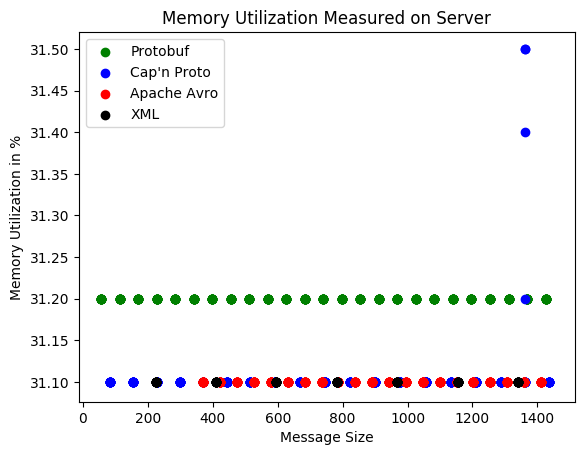 Memory Utilization Measured on Server
Protobuf
Cap'n Proto
Apache Avro
XML
Memory Utilization in %
31.50
31.45
31.40
31.35
31.30
31.25
31.20
31.15
31.10
0 200 400 600 800 1000 1200 1400
Message Size